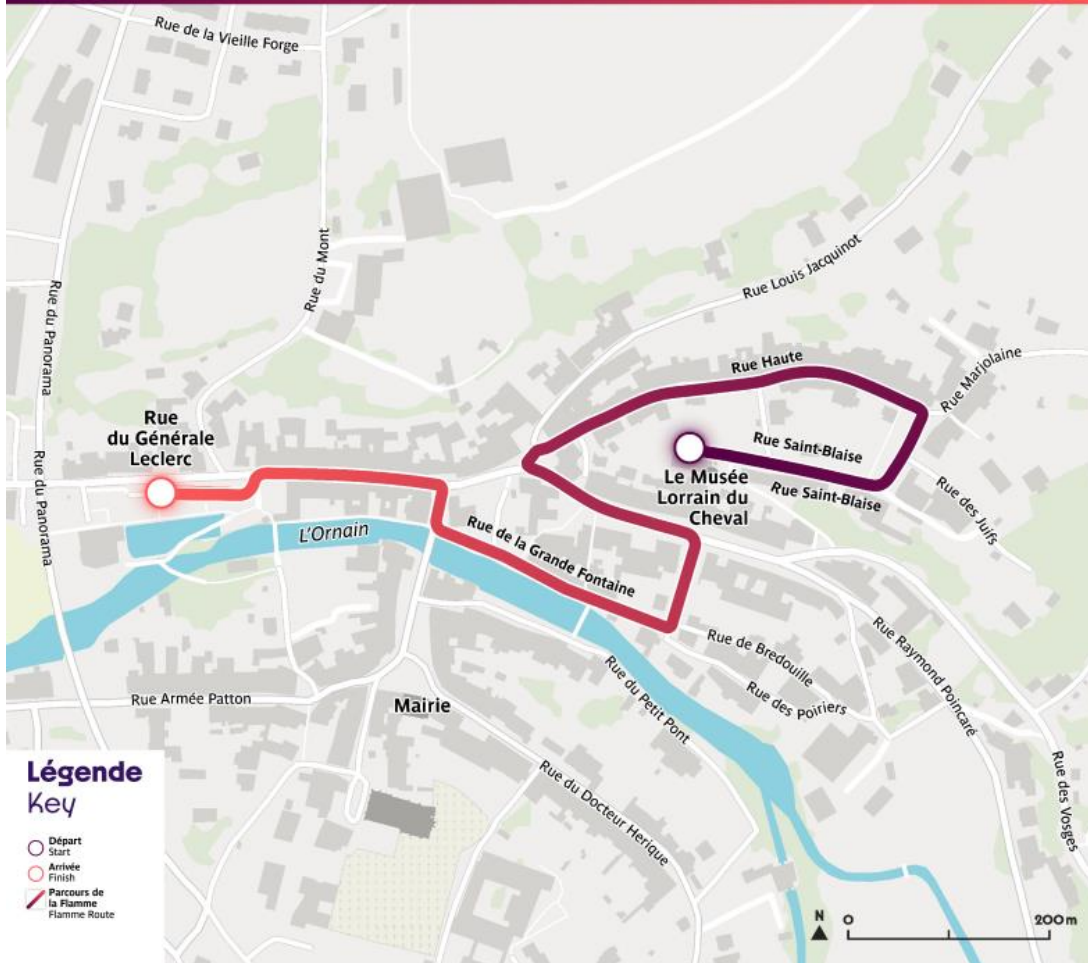 Rue de la Vieille Forge
Rue du Mont
Rue du Panorama
Rue Louis Jacquinot
Rue Haute
Rue Marjolaine
Rue
du Générale
Leclerc
Rue Saint-Blaise
Rue du Panorama
Le Musée
Lorrain du
Cheval
Rue Saint-Blaise
Rue des Juifs
L'Ornain
Rue de la Grande Fontaine
Rue de Bredouille
Rue Raymond Poincaré
Rue du Petit Pont
Rue des Poiriers
Rue Armée Patton
Mairie
Rue du Docteur Herique
Rue des Vosges
Légende
Key
Départ
Start
Arrivée
Finish
Parcours de
la Flamme
Flamme Route
N 0 200 m